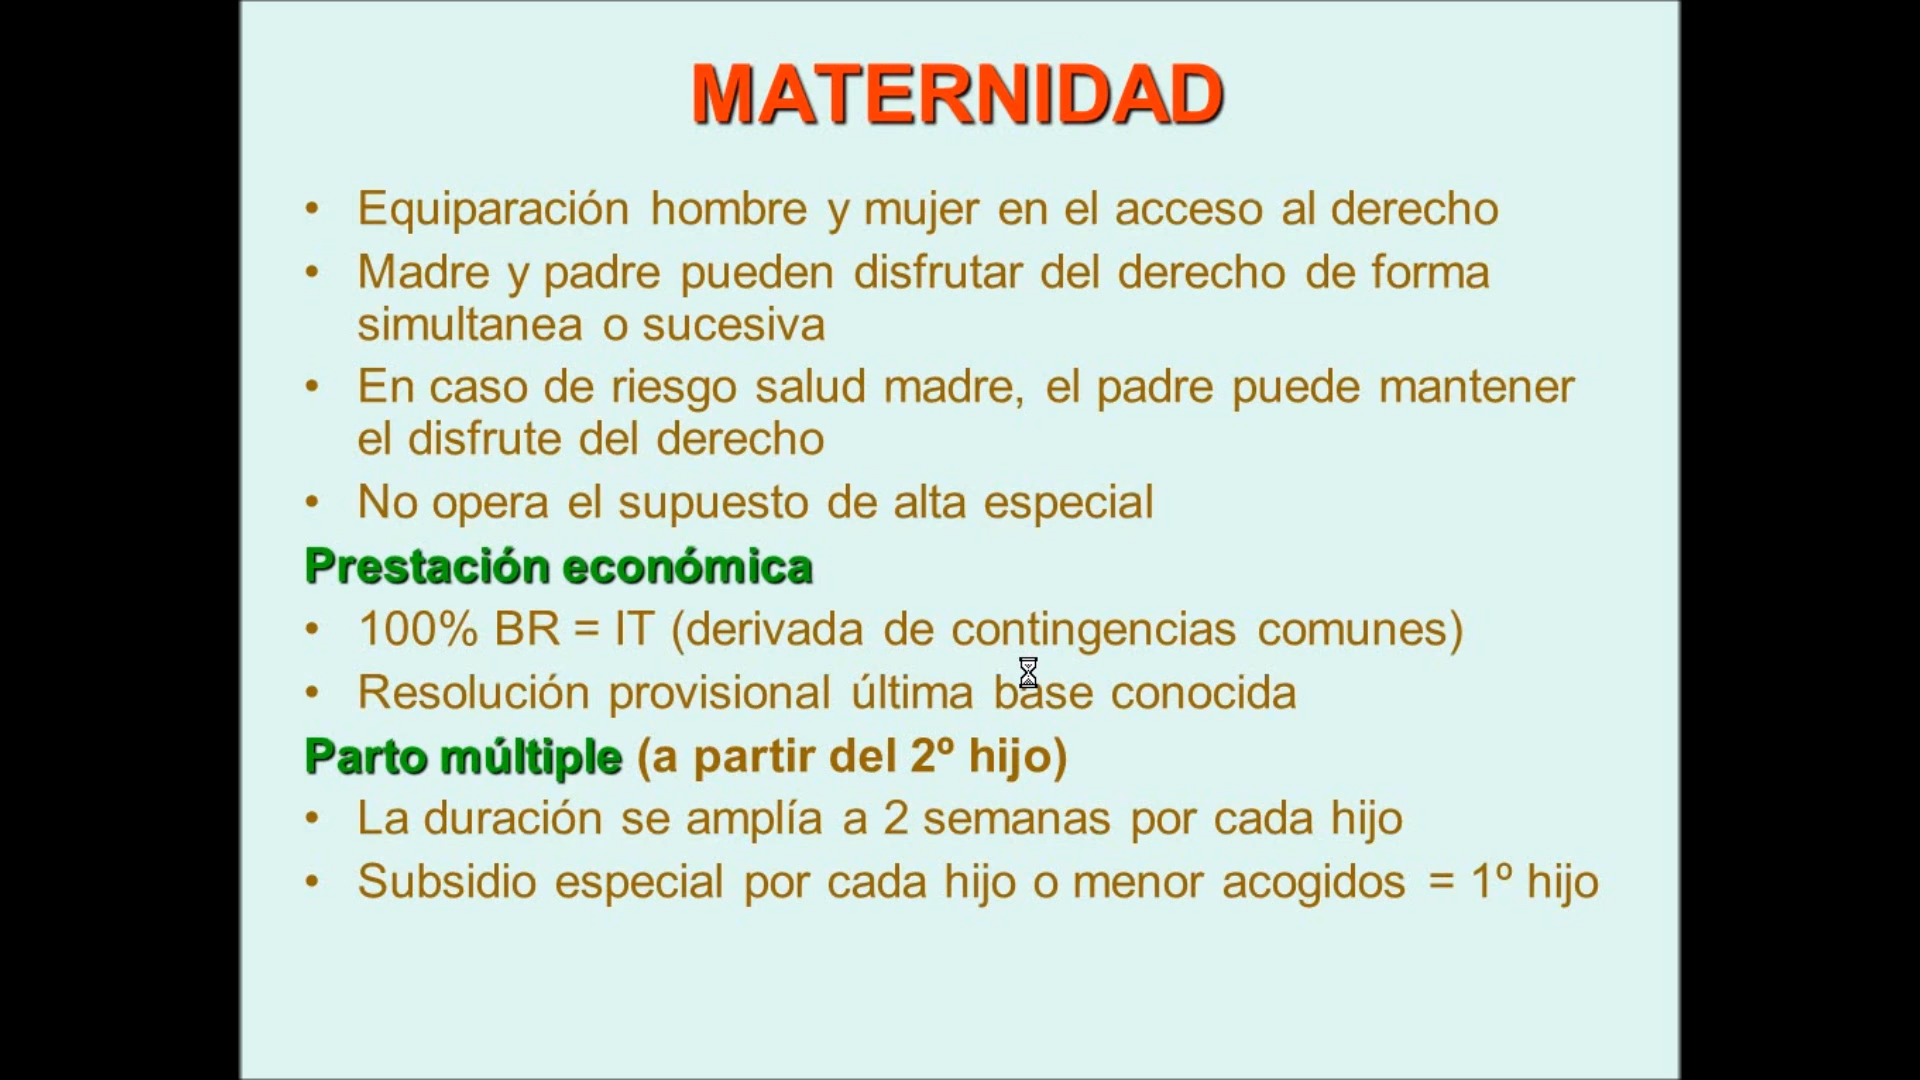 MATERNIDAD
• Equiparación hombre y mujer en el acceso al derecho
• Madre y padre pueden disfrutar del derecho de forma
simultanea o sucesiva
• En caso de riesgo salud madre, el padre puede mantener
el disfrute del derecho
• No opera el supuesto de alta especial
Prestación económica
• 100% BR = IT (derivada de contingencias comunes)
• Resolución provisional última base conocida
Parto múltiple (a partir del 2º hijo)
• La duración se amplía a 2 semanas por cada hijo
• Subsidio especial por cada hijo o menor acogidos = 1º hijo